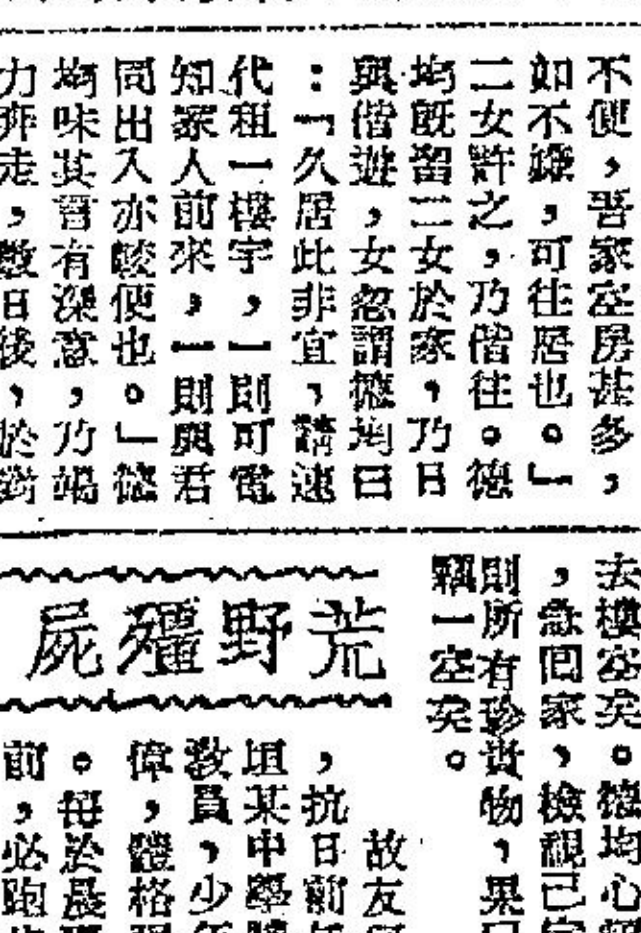 不便，吾家空房甚多，
如不嫌，可往居也。」
二女許之，乃偕往。德
均既留二女於家，乃日
與偕遊，女忽謂德均曰
：「久居此非宜，請速
代租一樓宇，一則可電
知家人前來，一則與君
同出入亦較便也。」德
均味其言有深意，乃竭
力奔走，數日後，於對
去樓空矣。德均心
，急回家，檢視己
則所有珍貴物，果
飄一空矣。
荒野殭屍
故友
，抗日前
坦某中學
教員，少
偉，體格
。每於晨
前，必跑